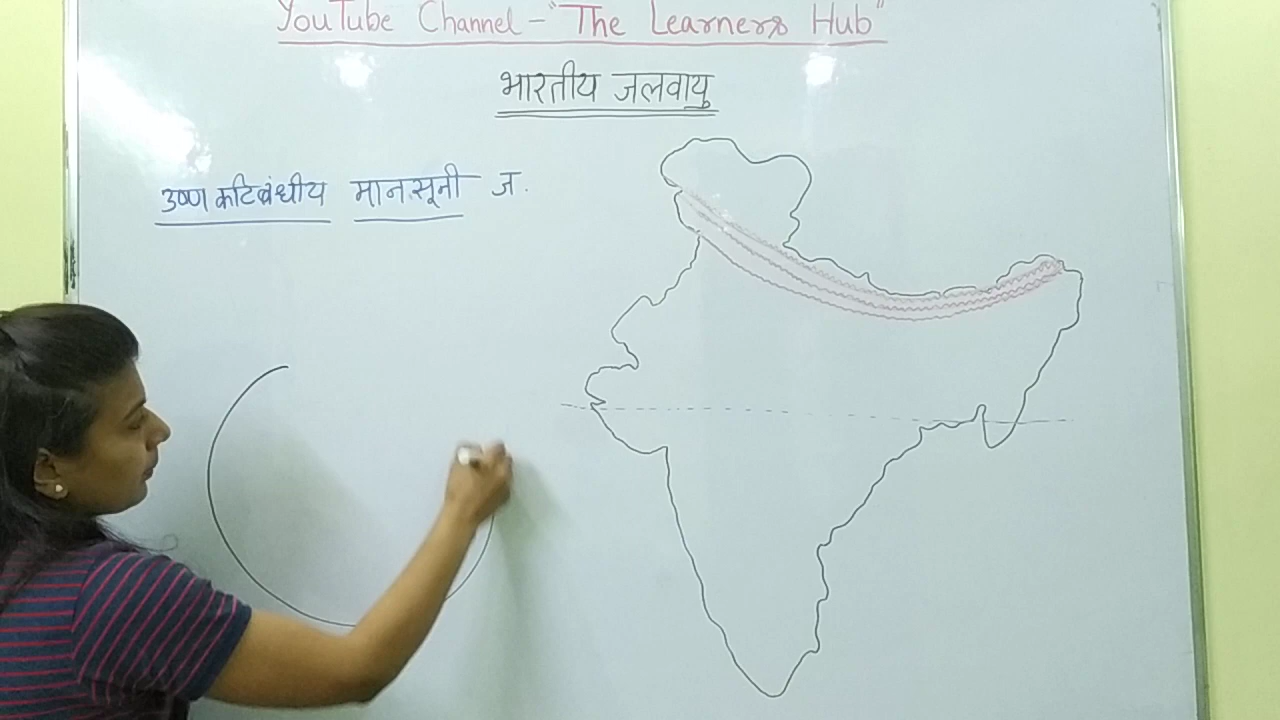 YouTube Channel - "The Learners Hub"
भारतीय जलवायु
उष्ण कटिबंधीय मानसूनी ज.